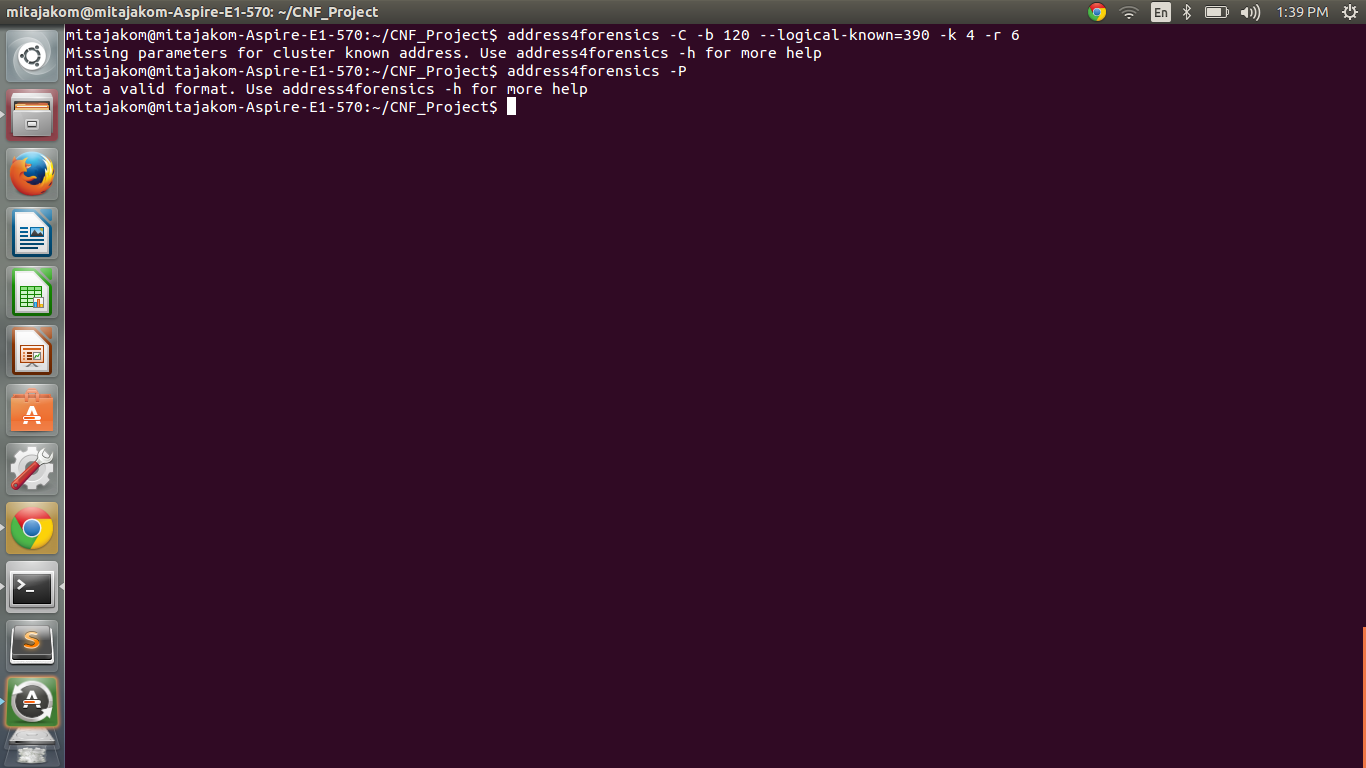 mitajakom@mitajakom-Aspire-E1-570: ~/CNF_Project
En
1:39 PM
mitajakom@mitajakom-Aspire-E1-570:~/CNF_Project$ address4forensics -C -b 120 --logical-known=390 -k 4 -r 6
Missing parameters for cluster known address. Use address4forensics -h for more help
mitajakom@mitajakom-Aspire-E1-570:~/CNF_Project$ address4forensics -P
Not a valid format. Use address4forensics -h for more help
mitajakom@mitajakom-Aspire-E1-570:~/CNF_Project$